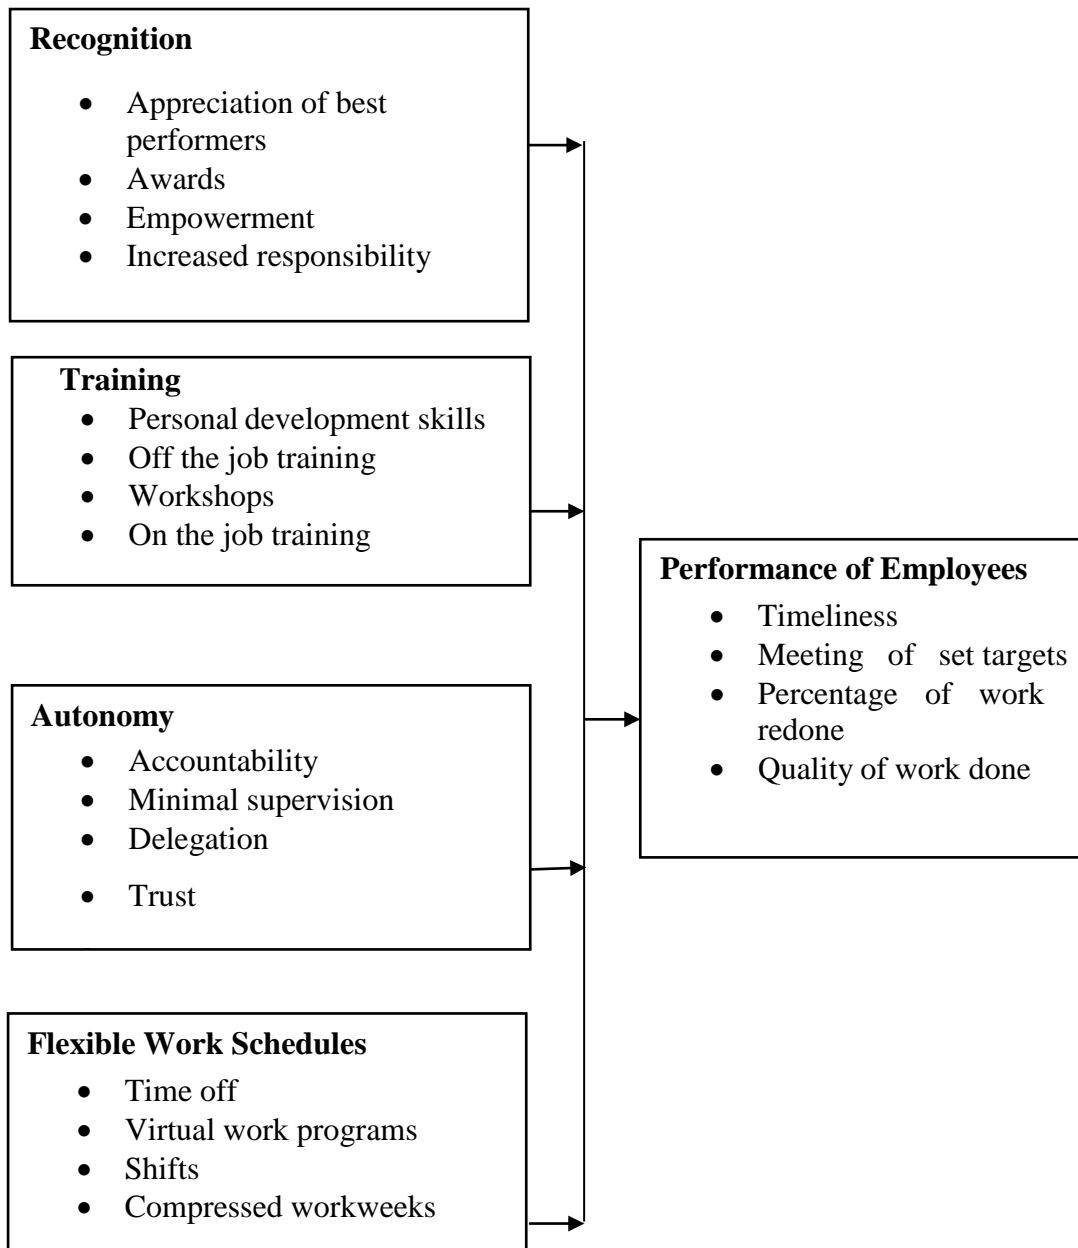 Recognition
• Appreciation of best
performers
• Awards
• Empowerment
• Increased responsibility
Training
• Personal development skills
• Off the job training
• Workshops
• On the job training
Autonomy
• Accountability
• Minimal supervision
• Delegation
• Trust
Flexible Work Schedules
• Time off
• Virtual work programs
• Shifts
• Compressed workweeks
Performance of Employees
• Timeliness
• Meeting of set targets
• Percentage of work
redone
• Quality of work done